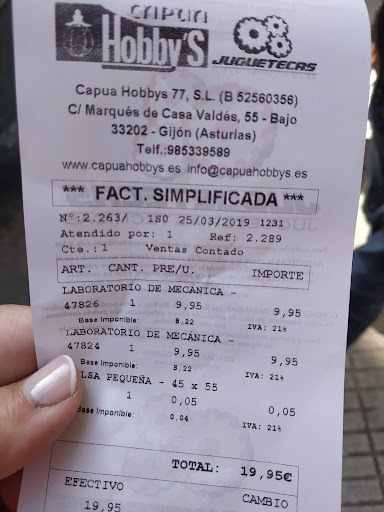 CAPUA
Hobby'S
JUGUETECAS
Capua Hobbys 77, S.L. (B 52560356)
C/ Marqués de Casa Valdés, 55 - Bajo
33202 - Gijón (Asturias)
Telf.:985339589
www.capuahobbys.es info@capuahobbys.es
*** FACT. SIMPLIFICADA ***
Nº:2.263/ 180 25/03/2019 1231
Atendido por: 1 Ref: 2.289
Cte.: 1 Ventas Contado
ART. CANT. PRE/U. IMPORTE
LABORATORIO DE MECANICA -
47826 1 9,95 9,95
Base Imponible: 8,22 IVA: 21%
LABORATORIO DE MECÁNICA -
47824 1 9,95 9,95
Base Imponible: 8,22 IVA: 21%
LSA PEQUEÑA - 45 x 55
1 0,05 0,05
Base Imponible: 0,04 IVA: 21%
TOTAL: 19,95€
EFECTIVO CAMBIO
19,95